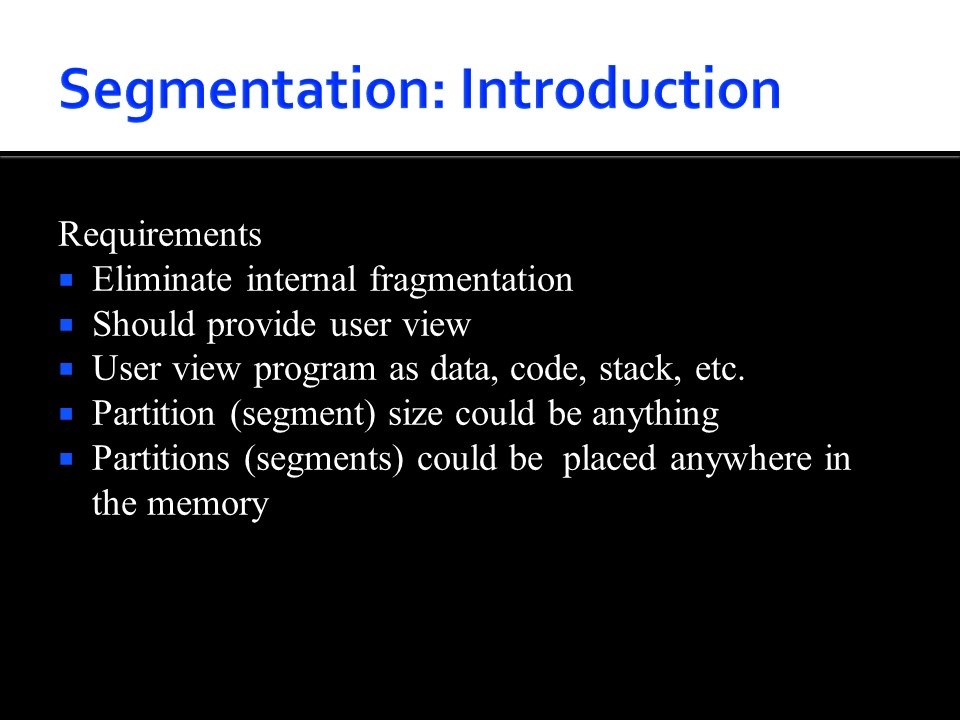 Segmentation: Introduction
Requirements
Eliminate internal fragmentation
Should provide user view
User view program as data, code, stack, etc.
Partition (segment) size could be anything
Partitions (segments) could be  placed anywhere in
the memory